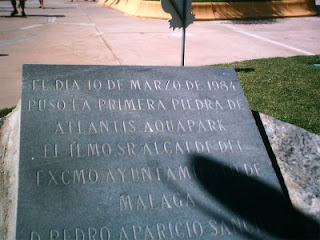 EL DIA 10 DE MARZO DE 1984
PUSO LA PRIMERA PIEDRA DE
ATLANTIS AQUAPARK
EL ILMO. SR ALCALDE DEL
EXCMO AYUNTAMIENTO DE
MALAGA
D. PEDRO APARICIO